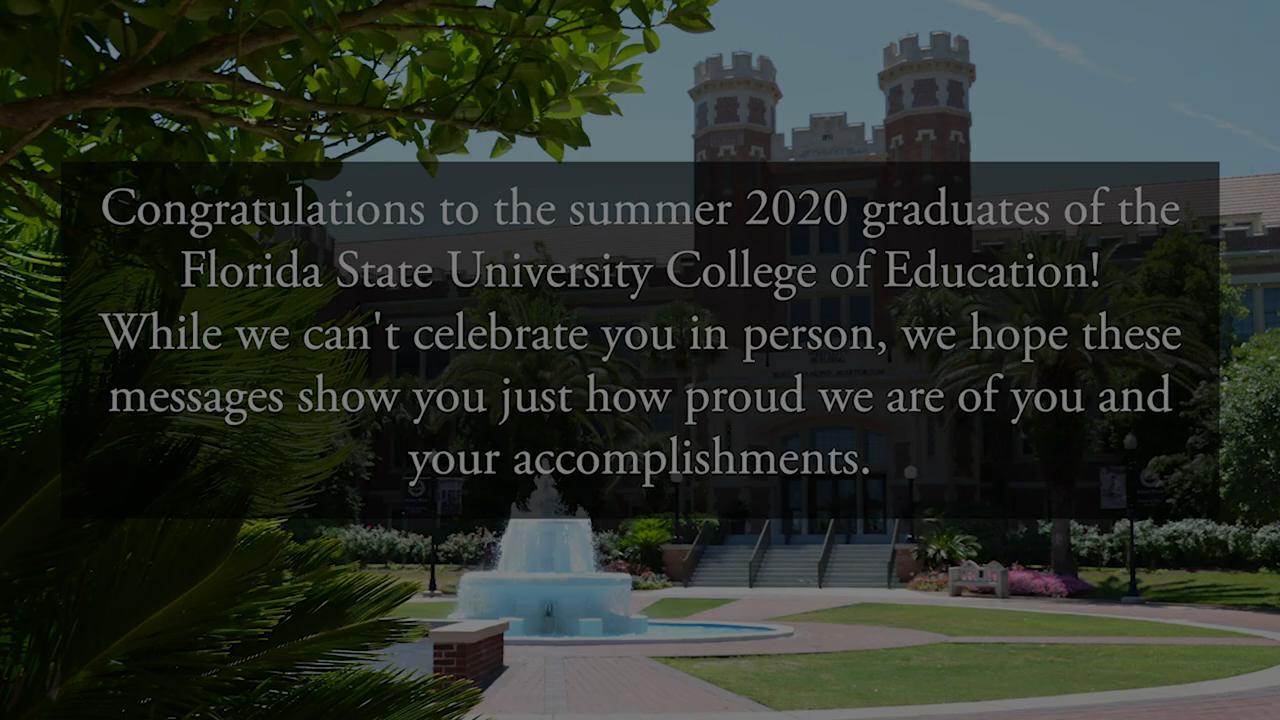 Congratulations to the summer 2020 graduates of the
Florida State University College of Education!
While we can't celebrate you in person, we hope these
messages show you just how proud we are of you and
your accomplishments.